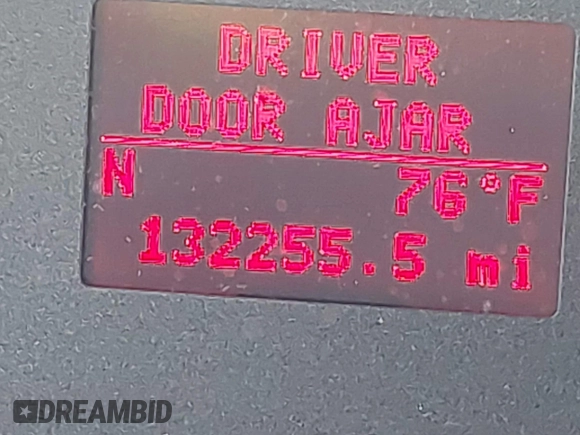 DRIVER
DOOR AJAR
N 76°F
132255.5 mi
DREAMBID